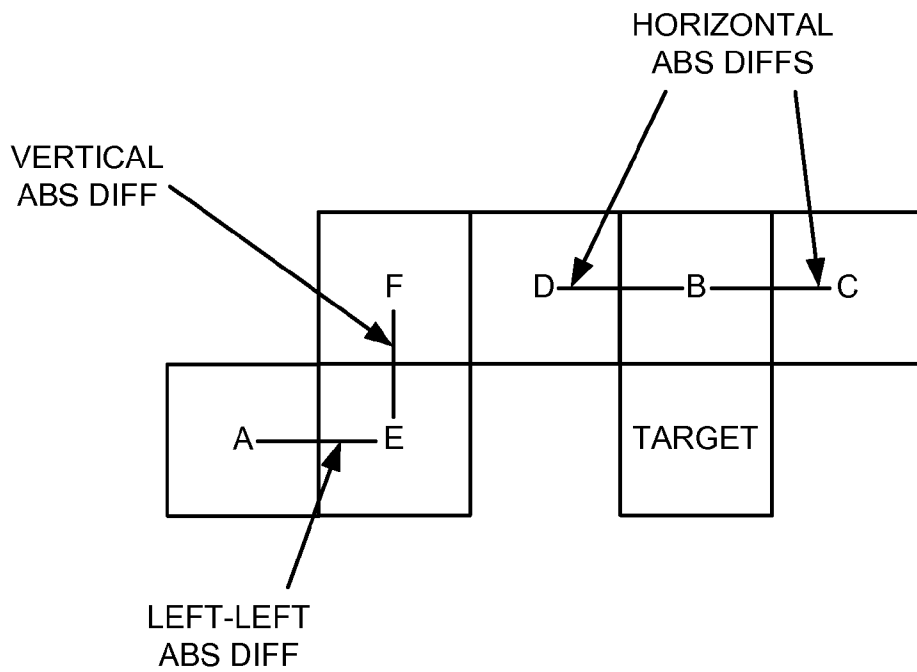 HORIZONTAL
ABS DIFFS
VERTICAL
ABS DIFF
F
D
B
C
A
E
TARGET
LEFT-LEFT
ABS DIFF